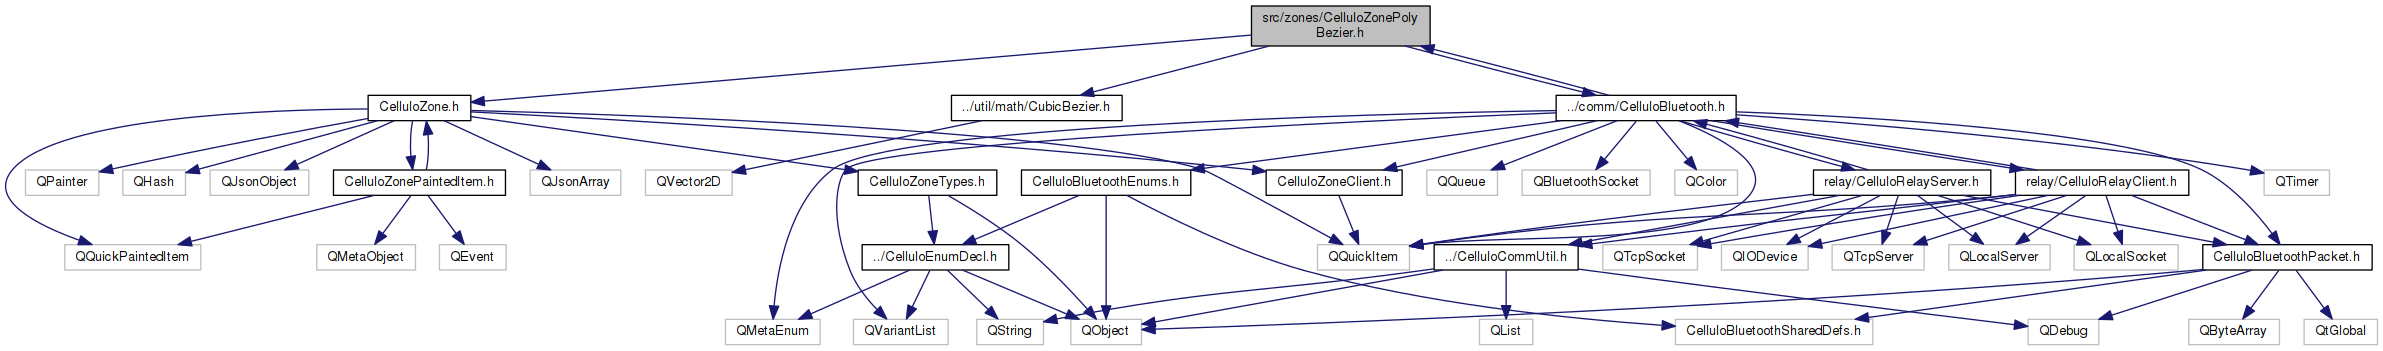 src/zones/CelluloZonePoly
Bezier.h
CelluloZone.h
../util/math/CubicBezier.h
../comm/CelluloBluetooth.h
QPainter
QHash
QJsonObject
CelluloZonePaintedItem.h
QJsonArray
QVector2D
CelluloZoneTypes.h
CelluloBluetoothEnums.h
CelluloZoneClient.h
QQueue
QBluetoothSocket
QColor
relay/CelluloRelayServer.h
relay/CelluloRelayClient.h
QTimer
QQuickPaintedItem
QMetaObject
QEvent
../CelluloEnumDecl.h
QQuickItem
../CelluloCommUtil.h
QTcpSocket
QIODevice
QTcpServer
QLocalServer
QLocalSocket
CelluloBluetoothPacket.h
QMetaEnum
QVariantList
QString
QObject
QList
CelluloBluetoothSharedDefs.h
QDebug
QByteArray
QtGlobal